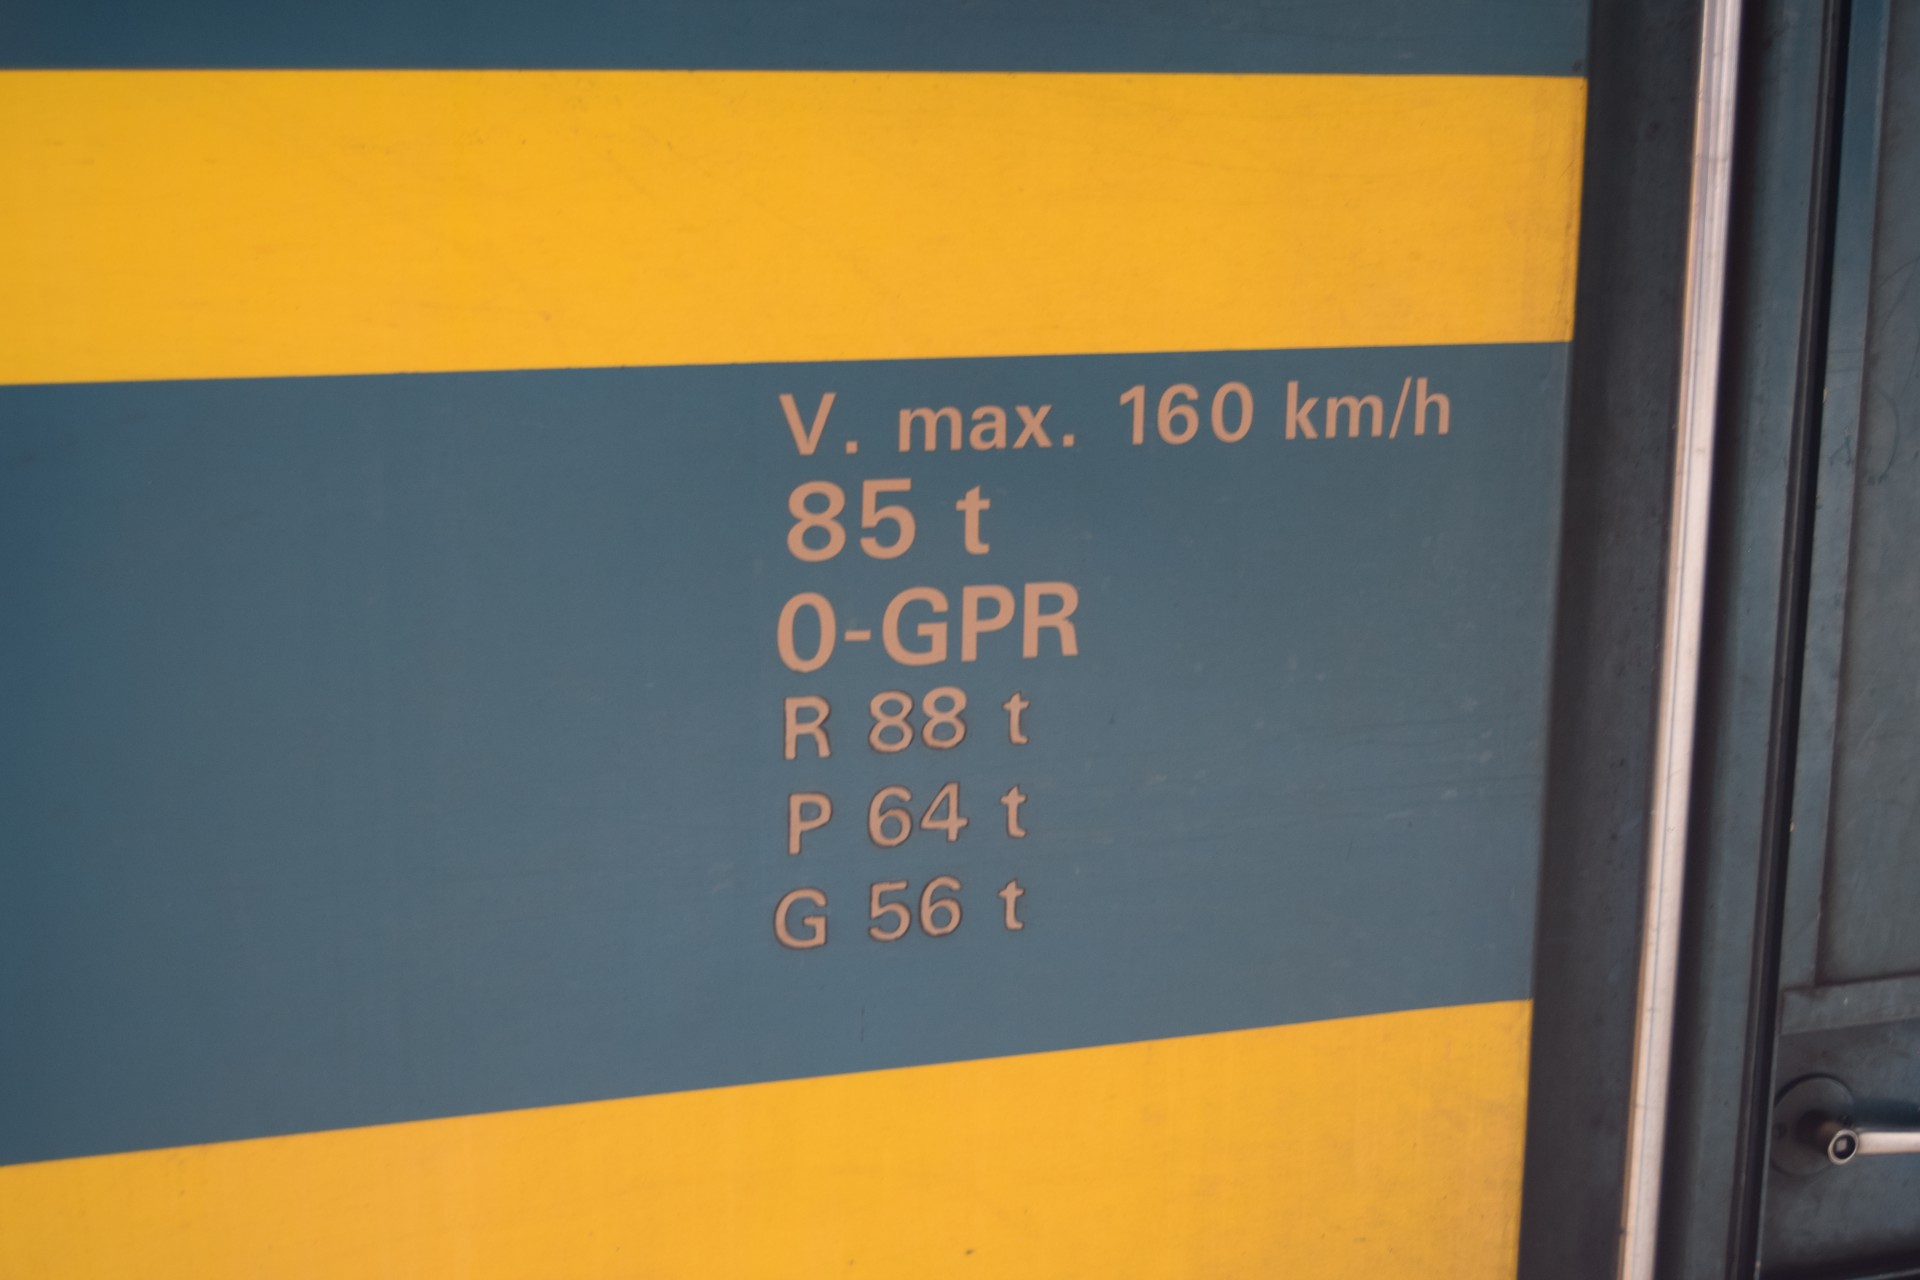 V. max. 160 km/h
85 t
0-GPR
R 88 t
P 64 t
G 56 t